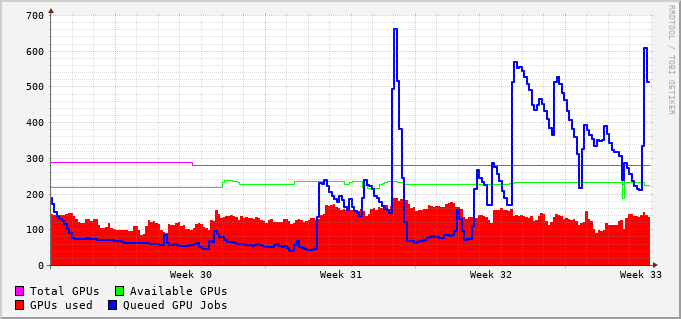 700
600
500
400
300
200
100
0
Week 30 Week 31 Week 32 Week 33
Total GPUs Available GPUs
GPUs used Queued GPU Jobs
RRDTOOL / TOBI OETIKER